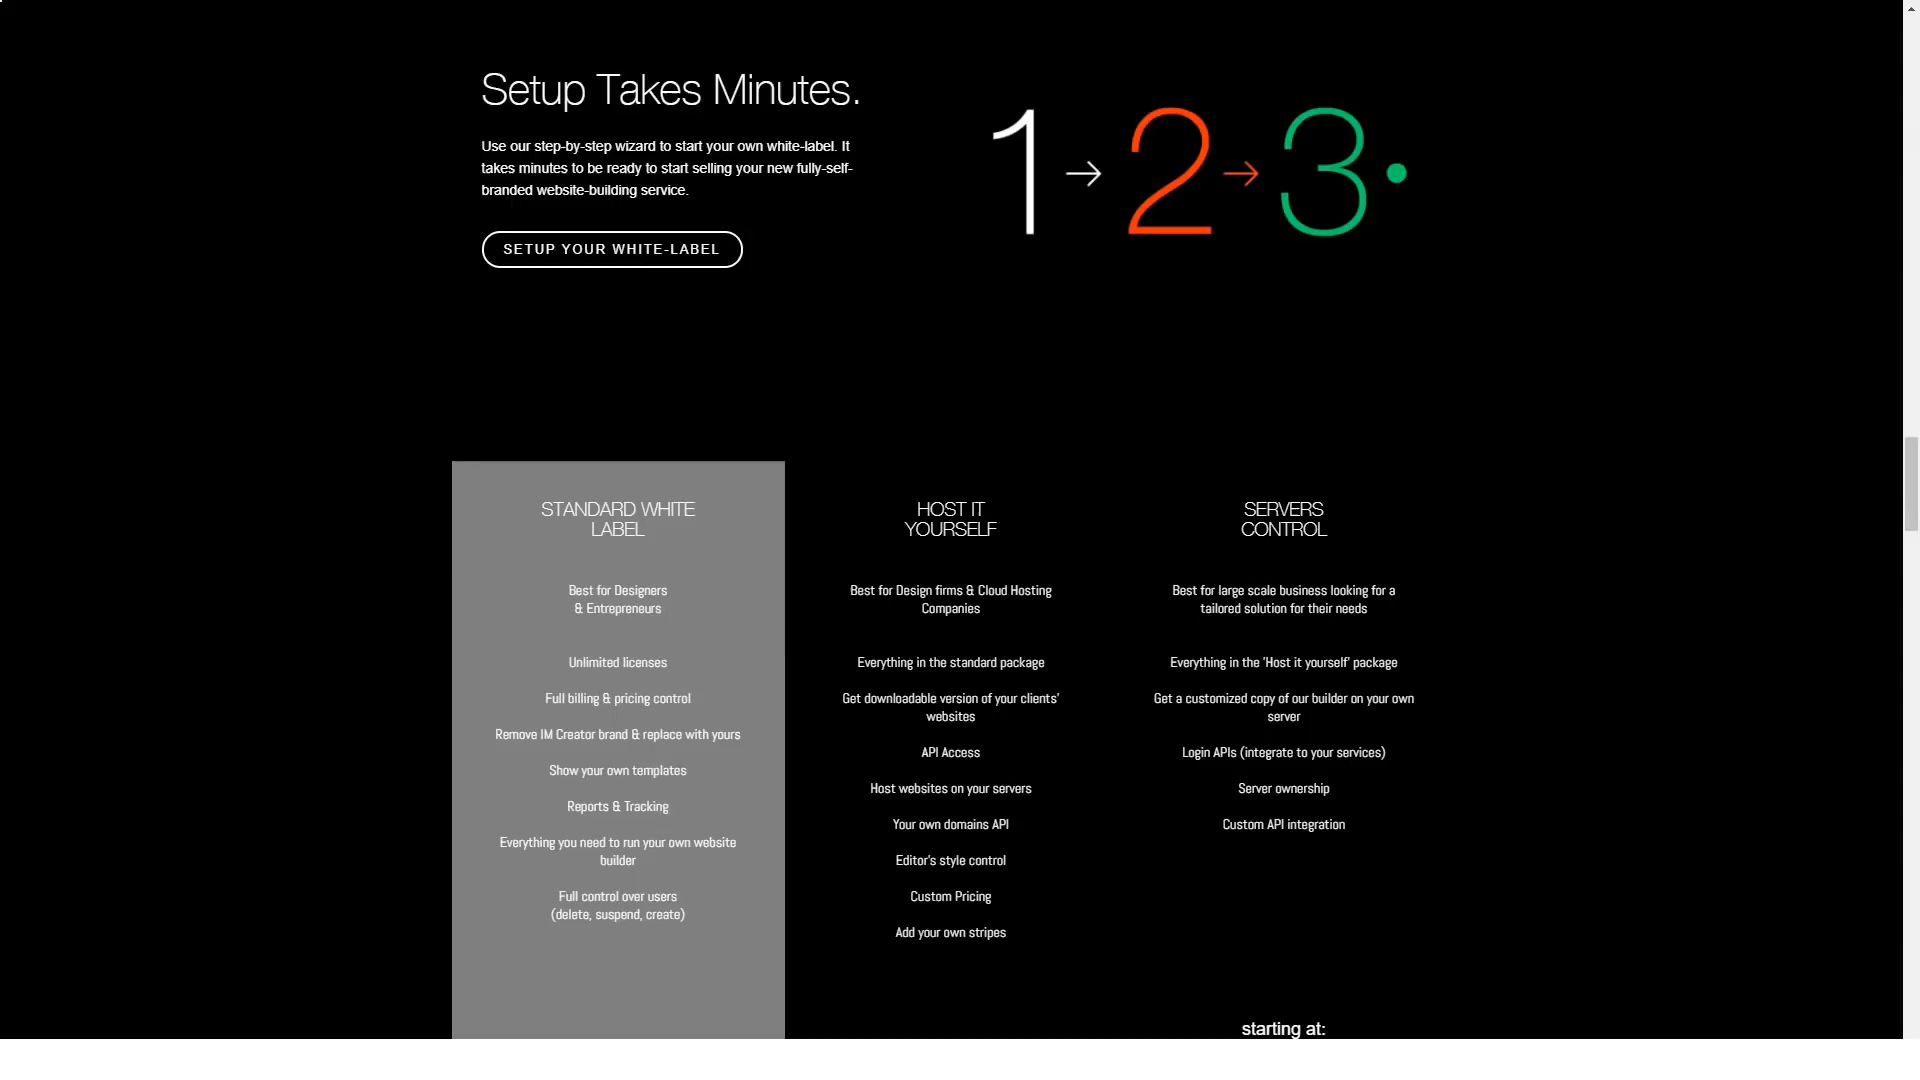 Setup Takes Minutes.
Use our step-by-step wizard to start your own white-label. It
takes minutes to be ready to start selling your new fully-self-
branded website-building service.
SETUP YOUR WHITE-LABEL
1 → 2 → 3 •
STANDARD WHITE
LABEL
Best for Designers
& Entrepreneurs
Unlimited licenses
Full billing & pricing control
Remove IM Creator brand & replace with yours
Show your own templates
Reports & Tracking
Everything you need to run your own website
builder
Full control over users
(delete, suspend, create)
HOST IT
YOURSELF
Best for Design firms & Cloud Hosting
Companies
Everything in the standard package
Get downloadable version of your clients'
websites
API Access
Host websites on your servers
Your own domains API
Editor's style control
Custom Pricing
Add your own stripes
SERVERS
CONTROL
Best for large scale business looking for a
tailored solution for their needs
Everything in the 'Host it yourself' package
Get a customized copy of our builder on your own
server
Login APIs (integrate to your services)
Server ownership
Custom API integration
starting at: